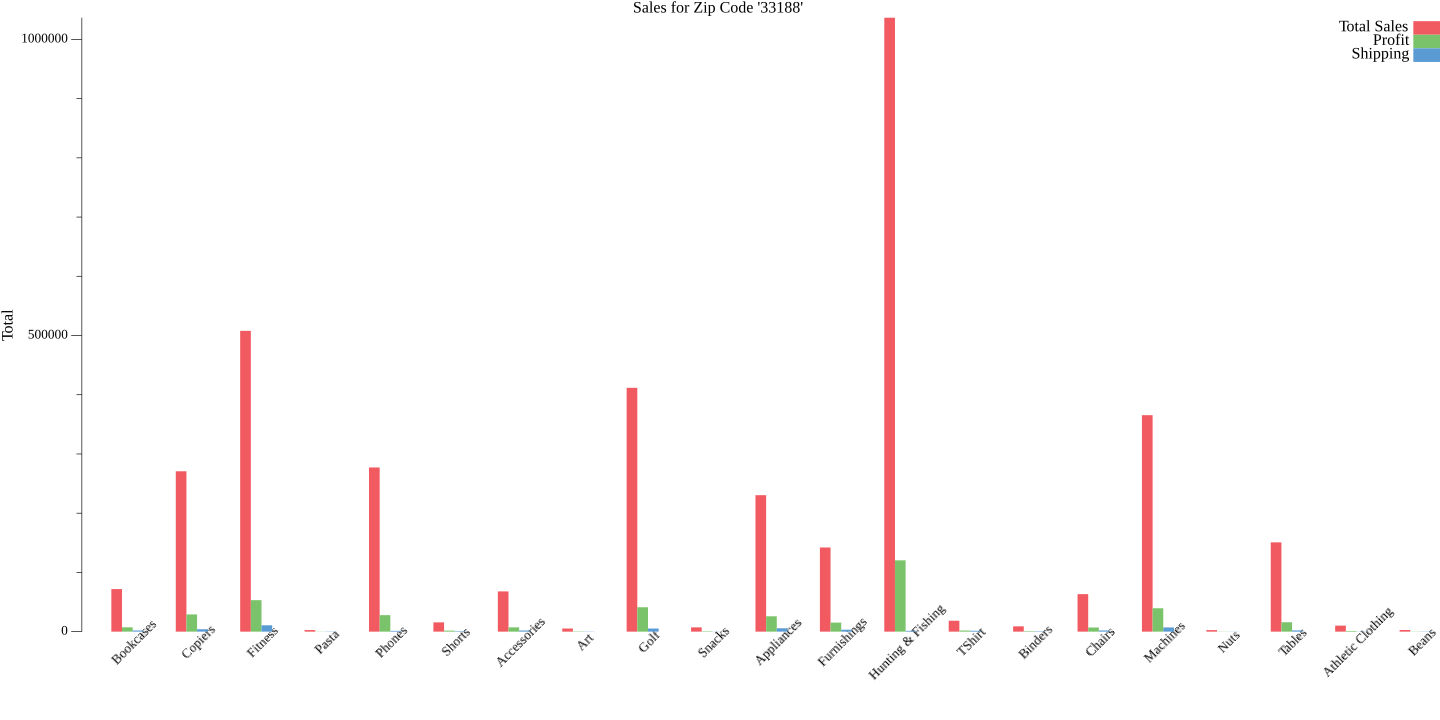 Sales for Zip Code '33188'
Total Sales
Profit
Shipping
Total
1000000
500000
0
Bookcases
Copiers
Fitness
Pasta
Phones
Shorts
Accessories
Art
Golf
Snacks
Appliances
Furnishings
Hunting & Fishing
TShirt
Binders
Chairs
Machines
Nuts
Tables
Athletic Clothing
Beans